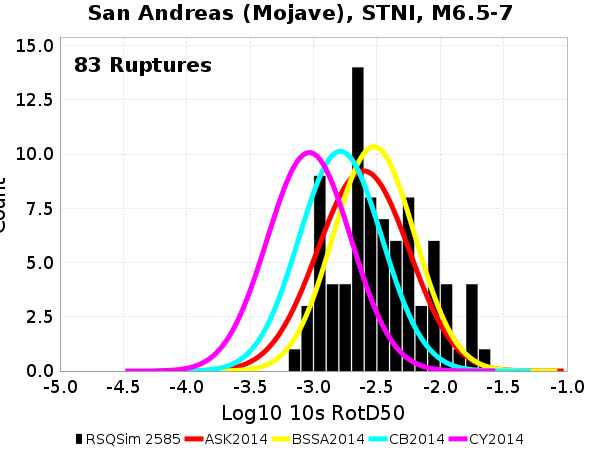 San Andreas (Mojave), STNI, M6.5-7
15.0
83 Ruptures
12.5
10.0
7.5
5.0
2.5
0.0
Count
-5.0 -4.5 -4.0 -3.5 -3.0 -2.5 -2.0 -1.5 -1.0
Log10 10s RotD50
RSQSim 2585 ASK2014 BSSA2014 CB2014 CY2014